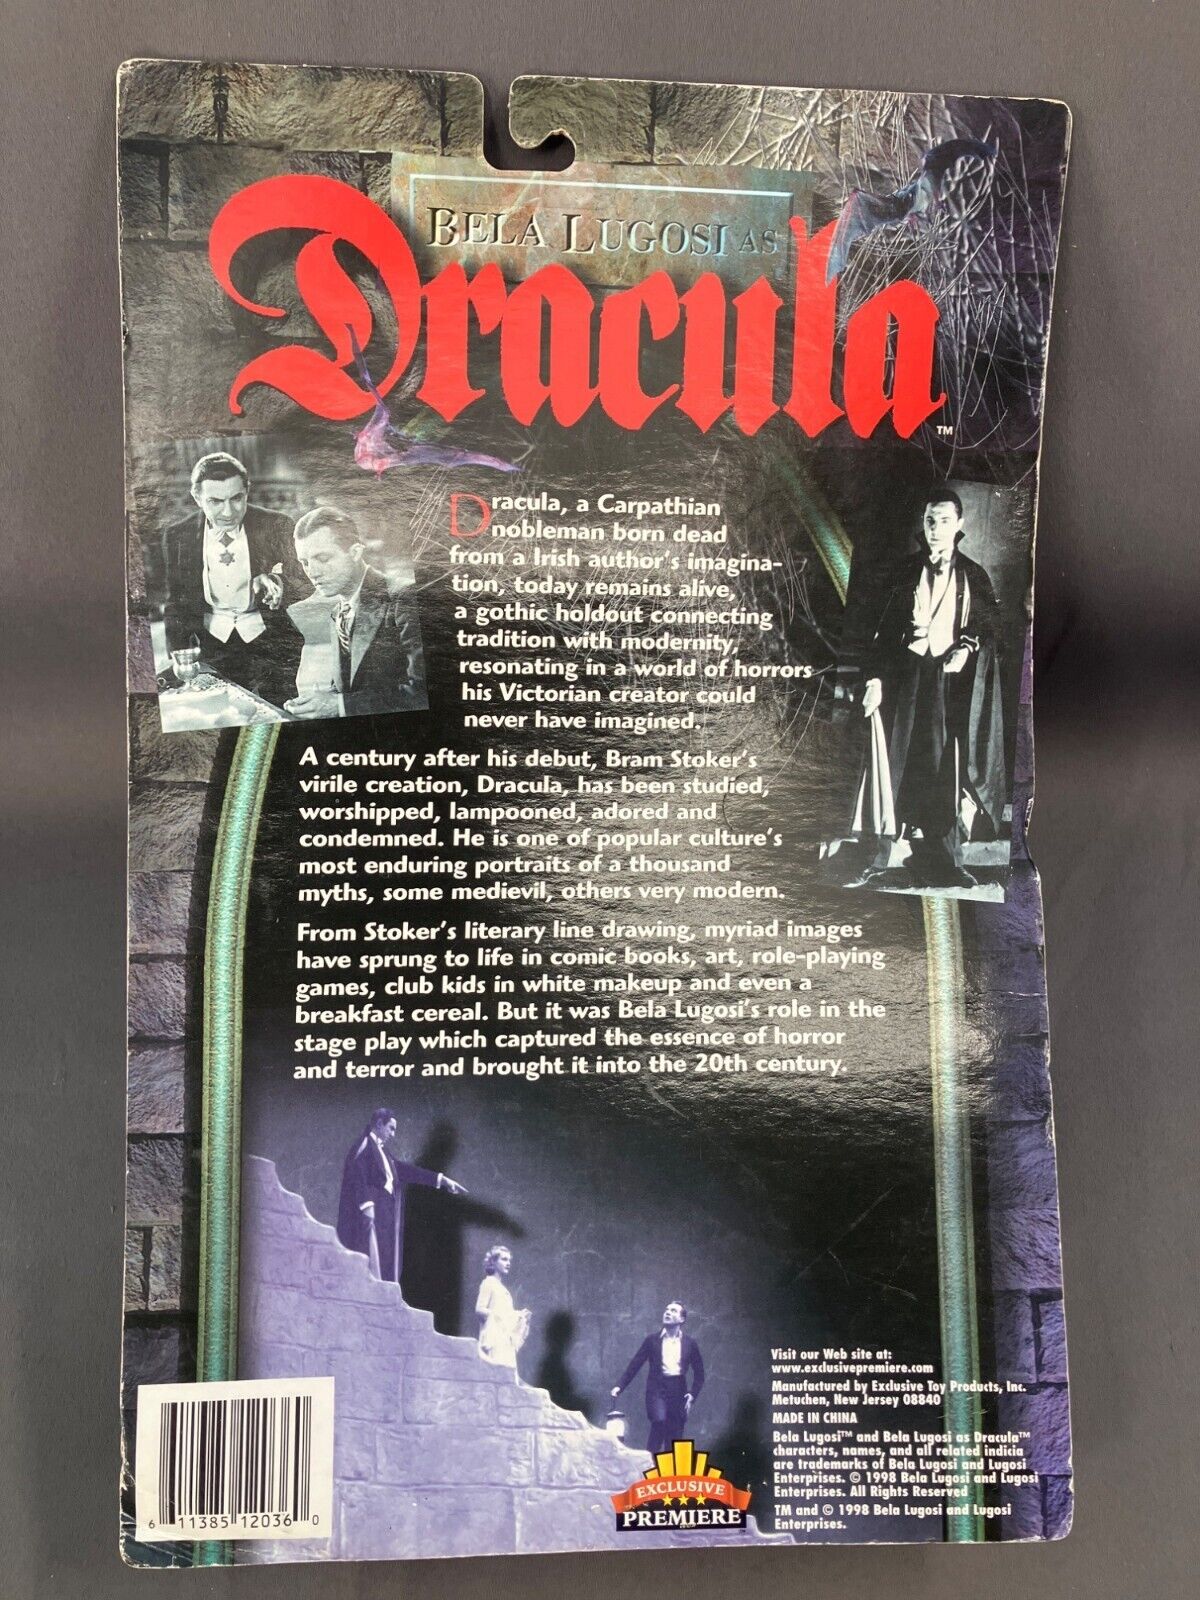 BELA LUGOSI AS
Dracula™
Dracula, a Carpathian
nobleman born dead
from a Irish author's imagina-
tion, today remains alive,
a gothic holdout connecting
tradition with modernity,
resonating in a world of horrors
his Victorian creator could
never have imagined.
A century after his debut, Bram Stoker's
virile creation, Dracula, has been studied,
worshipped, lampooned, adored and
condemned. He is one of popular culture's
most enduring portraits of a thousand
myths, some medievil, others very modern.
From Stoker's literary line drawing, myriad images
have sprung to life in comic books, art, role-playing
games, club kids in white makeup and even a
breakfast cereal. But it was Bela Lugosi's role in the
stage play which captured the essence of horror
and terror and brought it into the 20th century.
Visit our Web site at:
www.exclusivepremiere.com
Manufactured by Exclusive Toy Products, Inc.
Metuchen, New Jersey 08840
MADE IN CHINA
Bela Lugosi™ and Bela Lugosi as Dracula™
characters, names, and all related indicia
are trademarks of Bela Lugosi and Lugosi
Enterprises. © 1998 Bela Lugosi and Lugosi
Enterprises. All Rights Reserved
TM and © 1998 Bela Lugosi and Lugosi
Enterprises.
EXCLUSIVE
PREMIERE™
6 11385 12036 0